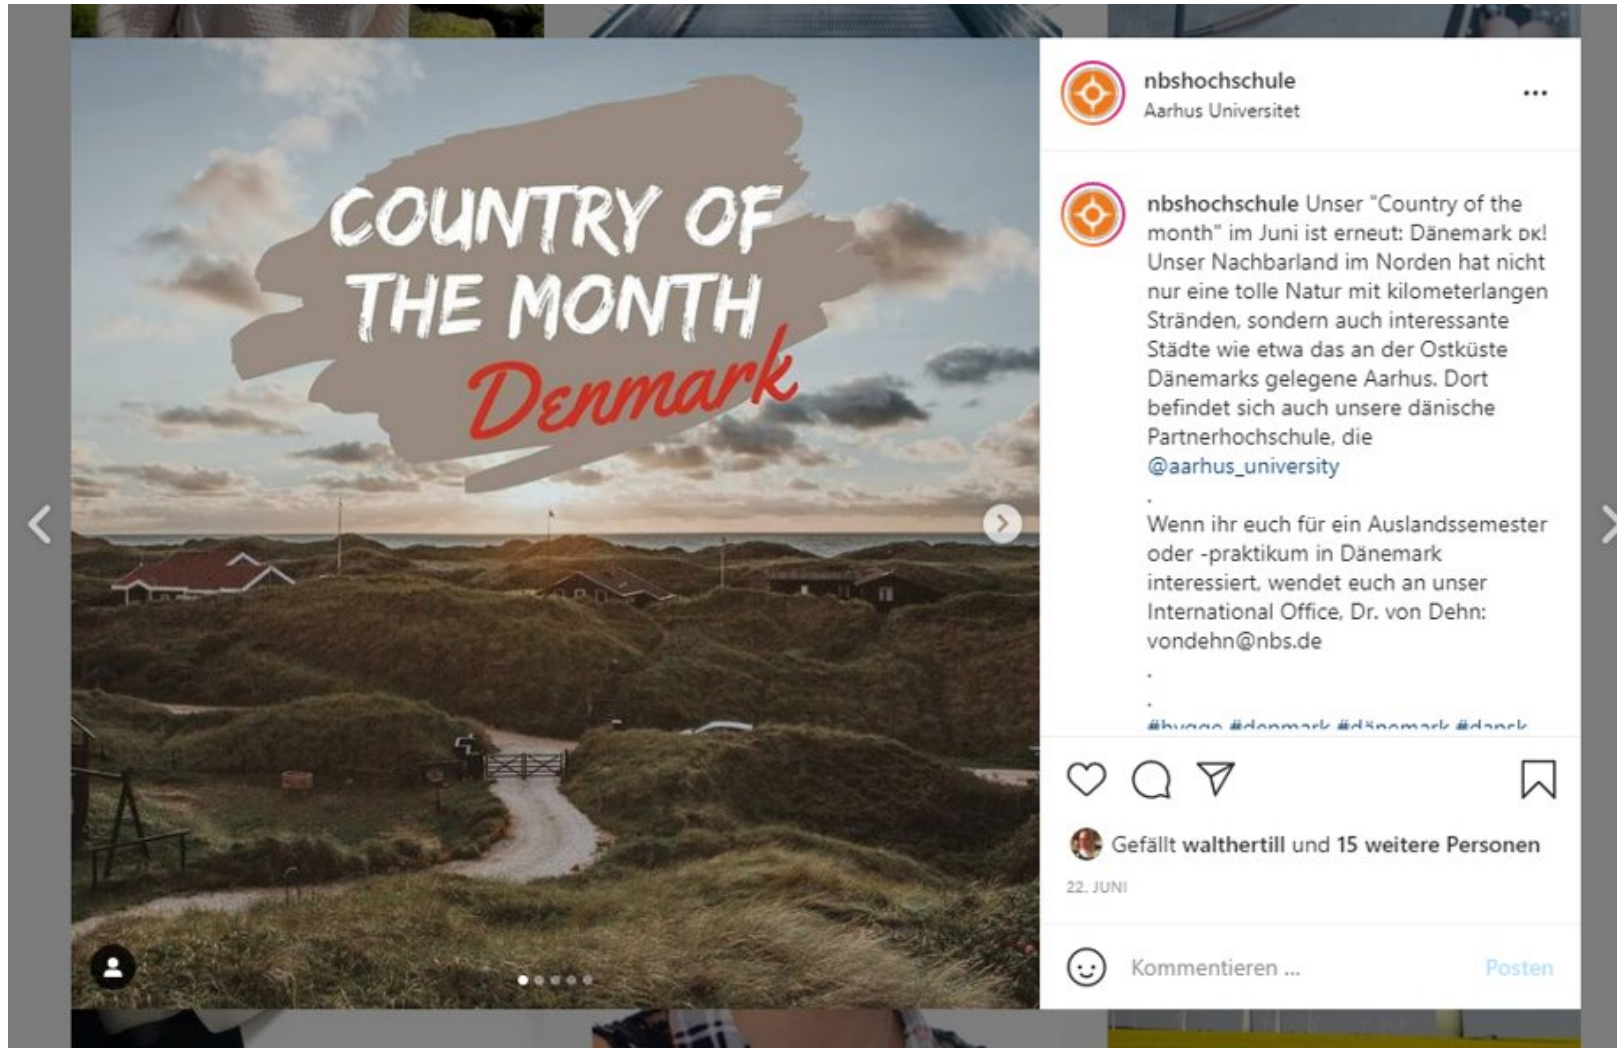 COUNTRY OF
THE MONTH
Denmark
nbshochschule
Aarhus Universitet
nbshochschule Unser "Country of the
month" im Juni ist erneut: Dänemark DK!
Unser Nachbarland im Norden hat nicht
nur eine tolle Natur mit kilometerlangen
Stränden, sondern auch interessante
Städte wie etwa das an der Ostküste
Dänemarks gelegene Aarhus. Dort
befindet sich auch unsere dänische
Partnerhochschule, die
@aarhus_university
.
Wenn ihr euch für ein Auslandssemester
oder -praktikum in Dänemark
interessiert, wendet euch an unser
International Office, Dr. von Dehn:
vondehn@nbs.de
.
.
#hygge #denmark #dänemark #dansk
Gefällt walthertill und 15 weitere Personen
22. JUNI
Kommentieren ...
Posten